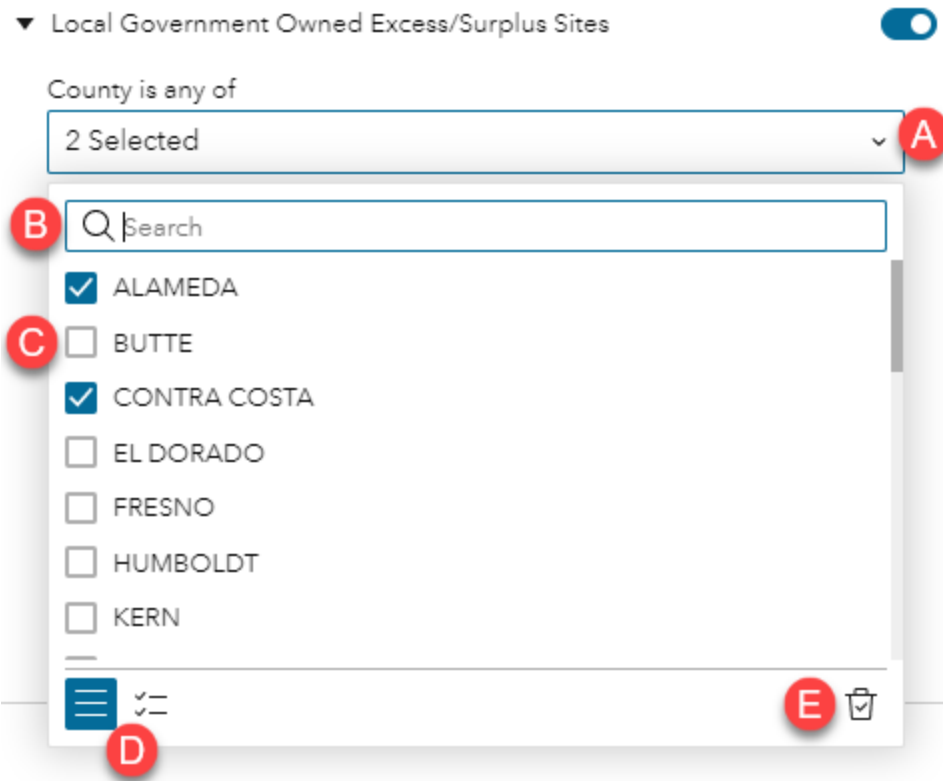 Local Government Owned Excess/Surplus Sites
County is any of
2 Selected
A
B
Search
ALAMEDA
C
BUTTE
CONTRA COSTA
EL DORADO
FRESNO
HUMBOLDT
KERN
E
D